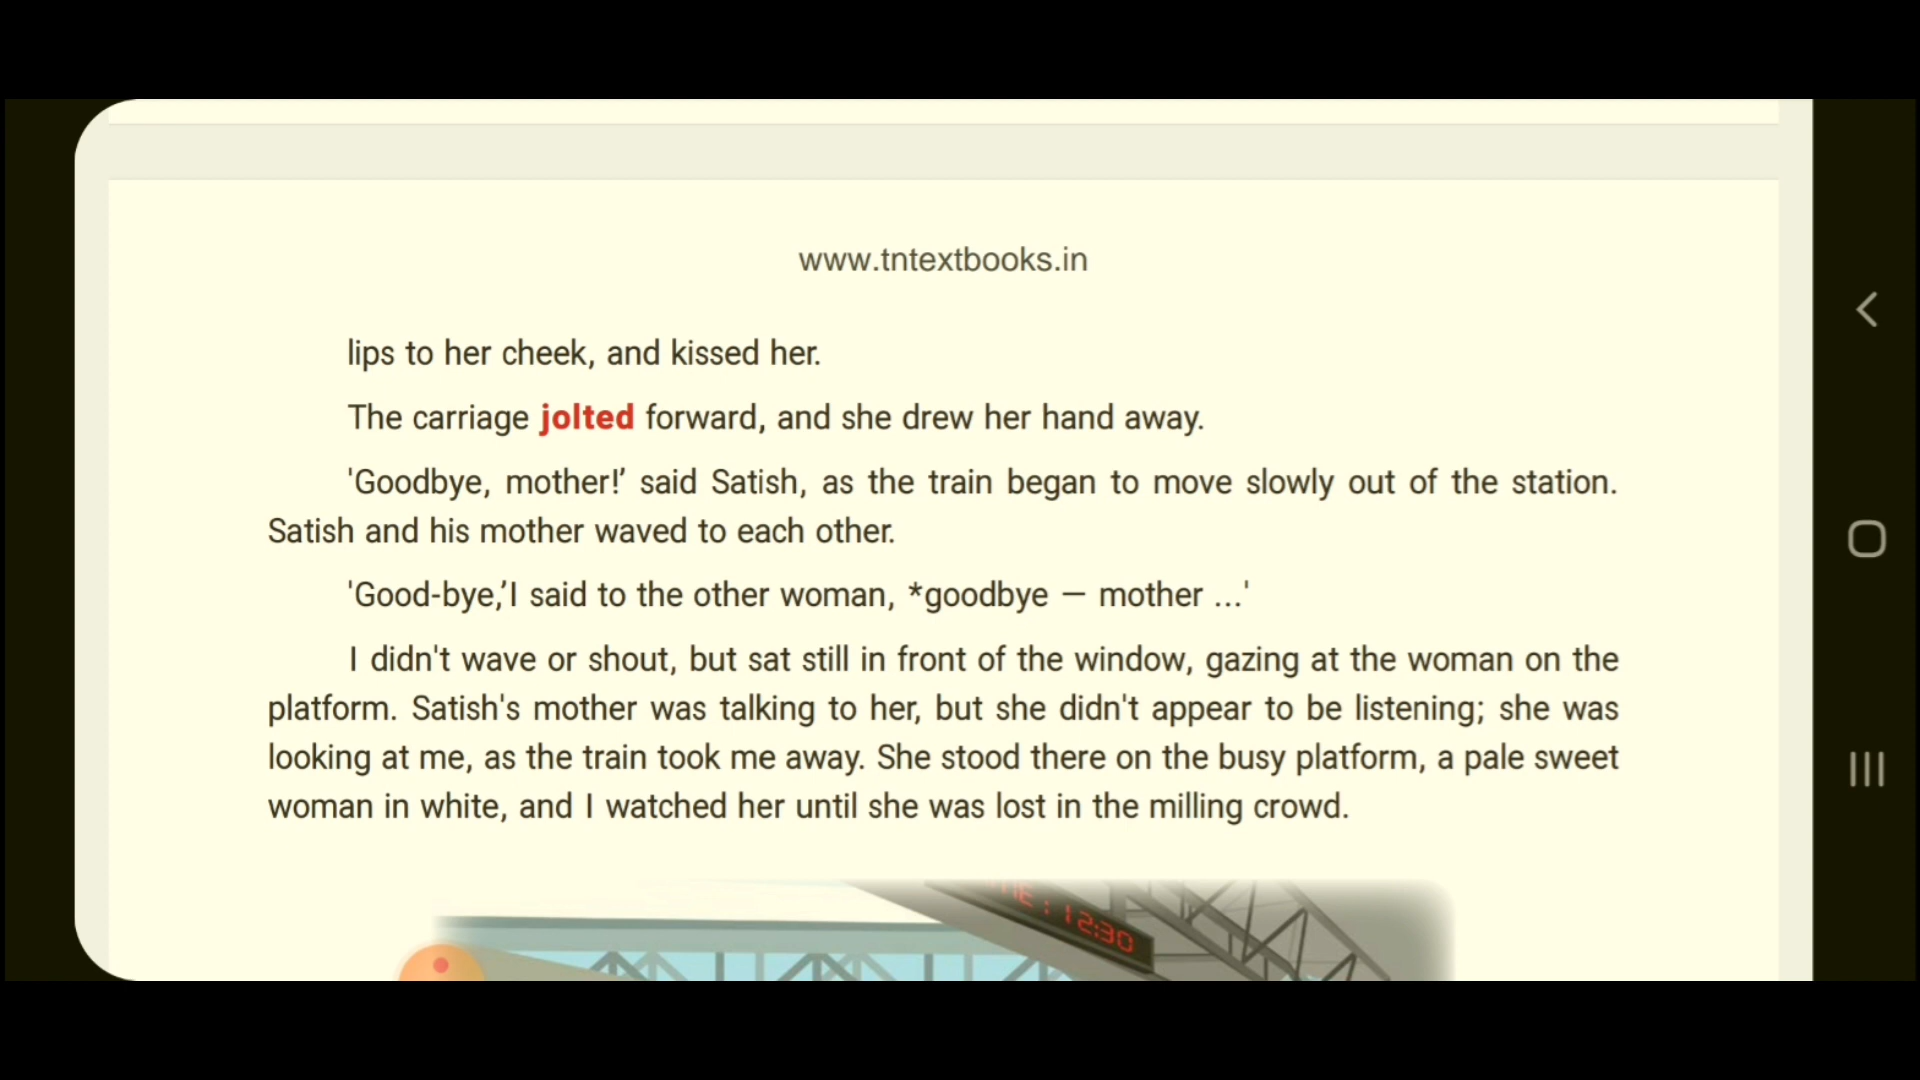 www.tntextbooks.in
lips to her cheek, and kissed her.
The carriage jolted forward, and she drew her hand away.
'Goodbye, mother!’ said Satish, as the train began to move slowly out of the station.
Satish and his mother waved to each other.
'Good-bye,’I said to the other woman, *goodbye — mother ...'
I didn't wave or shout, but sat still in front of the window, gazing at the woman on the
platform. Satish's mother was talking to her, but she didn't appear to be listening; she was
looking at me, as the train took me away. She stood there on the busy platform, a pale sweet
woman in white, and I watched her until she was lost in the milling crowd.
ME : 12:30